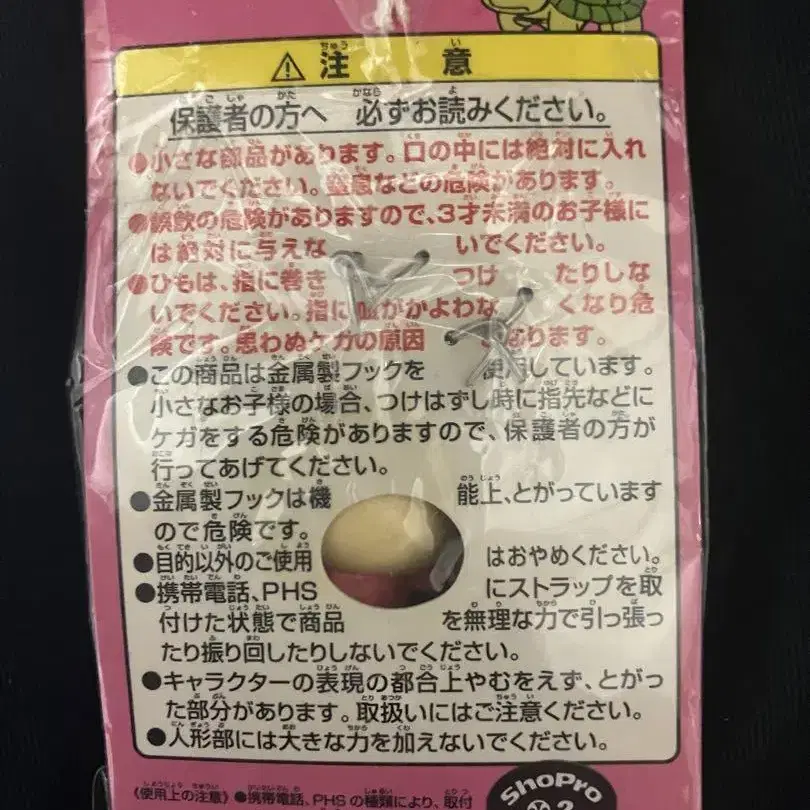 ⚠注意
保護者の方へ 必ずお読みください。
●小さな部品があります。口の中には絶対に入れ
ないでください。窒息などの危険があります。
●誤飲の危険がありますので、3才未満のお子様に
は絶対に与えな いでください。
●ひもは、指に巻き つけ たりしな
いでください。指に血がかよわな くなり危
険です。思わぬケガの原因 となります。
●この商品は金属製フックを 使用しています。
小さなお子様の場合、つけはずし時に指先などに
ケガをする危険がありますので、保護者の方が
行ってあげてください。
●金属製フックは機 能上、とがっています
ので危険です。
●目的以外のご使用 はおやめください。
●携帯電話、PHS にストラップを取
付けた状態で商品 を無理な力で引っ張っ
たり振り回したりしないでください。
●キャラクターの表現の都合上やむをえず、とがっ
た部分があります。取扱いにはご注意ください。
●人形部には大きな力を加えないでください。
《使用上の注意》●携帯電話、PHSの種類により、取付
ShoPro